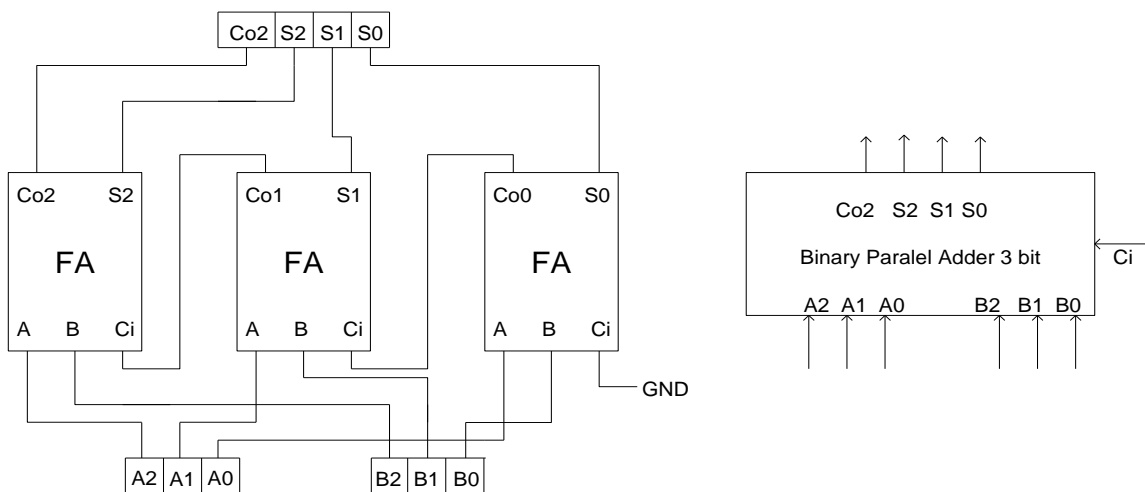 Co2 S2 S1 S0
Co2 S2 Co1 S1 Co0 S0
Co2 S2 S1 S0
FA FA FA
Binary Paralel Adder 3 bit
Ci
A B Ci A B Ci A B Ci
A2 A1 A0 B2 B1 B0
GND
A2 A1 A0 B2 B1 B0